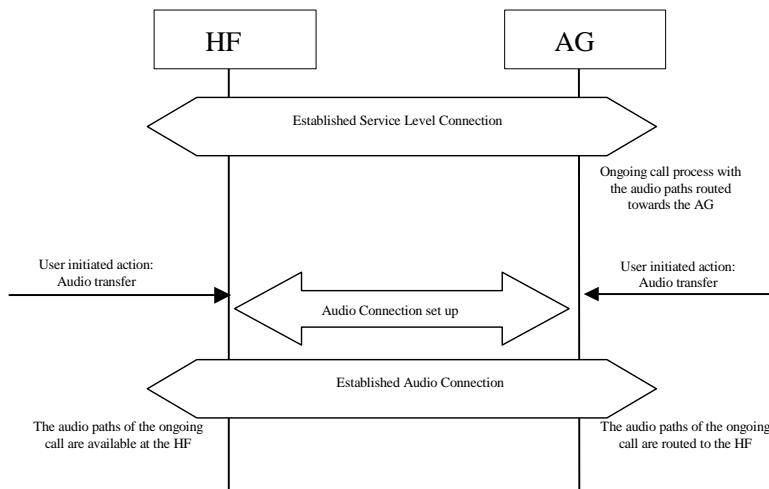 HF
AG
Established Service Level Connection
Ongoing call process with
the audio paths routed
towards the AG
User initiated action:
Audio transfer
User initiated action:
Audio transfer
Audio Connection set up
Established Audio Connection
The audio paths of the ongoing
call are available at the HF
The audio paths of the ongoing
call are routed to the HF